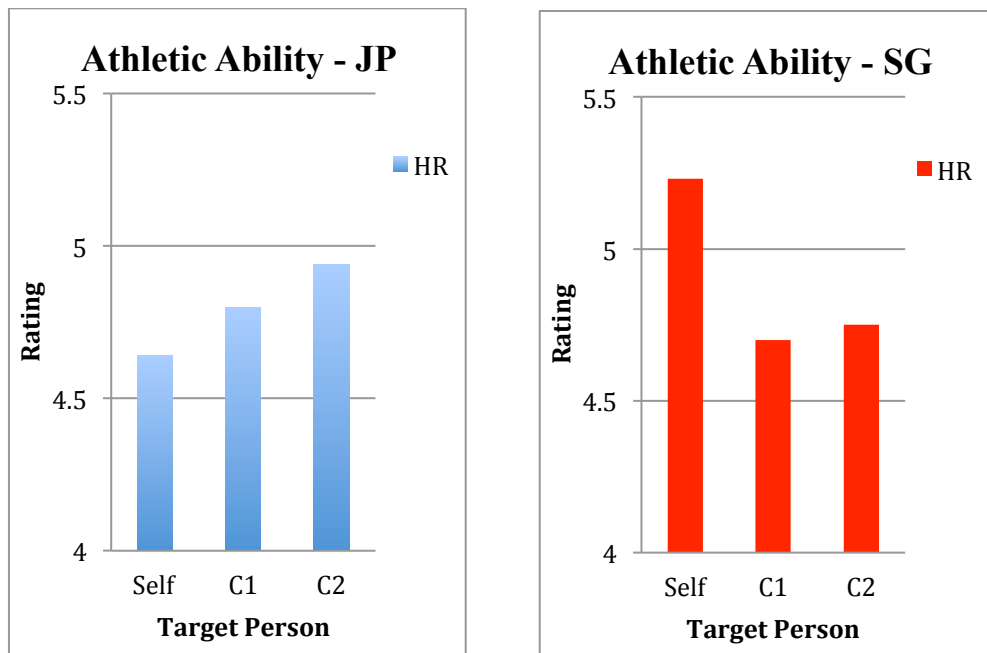 Athletic Ability - JP
5.5
HR
5
Rating
4.5
4
Self C1 C2
Target Person
Athletic Ability - SG
5.5
HR
5
Rating
4.5
4
Self C1 C2
Target Person